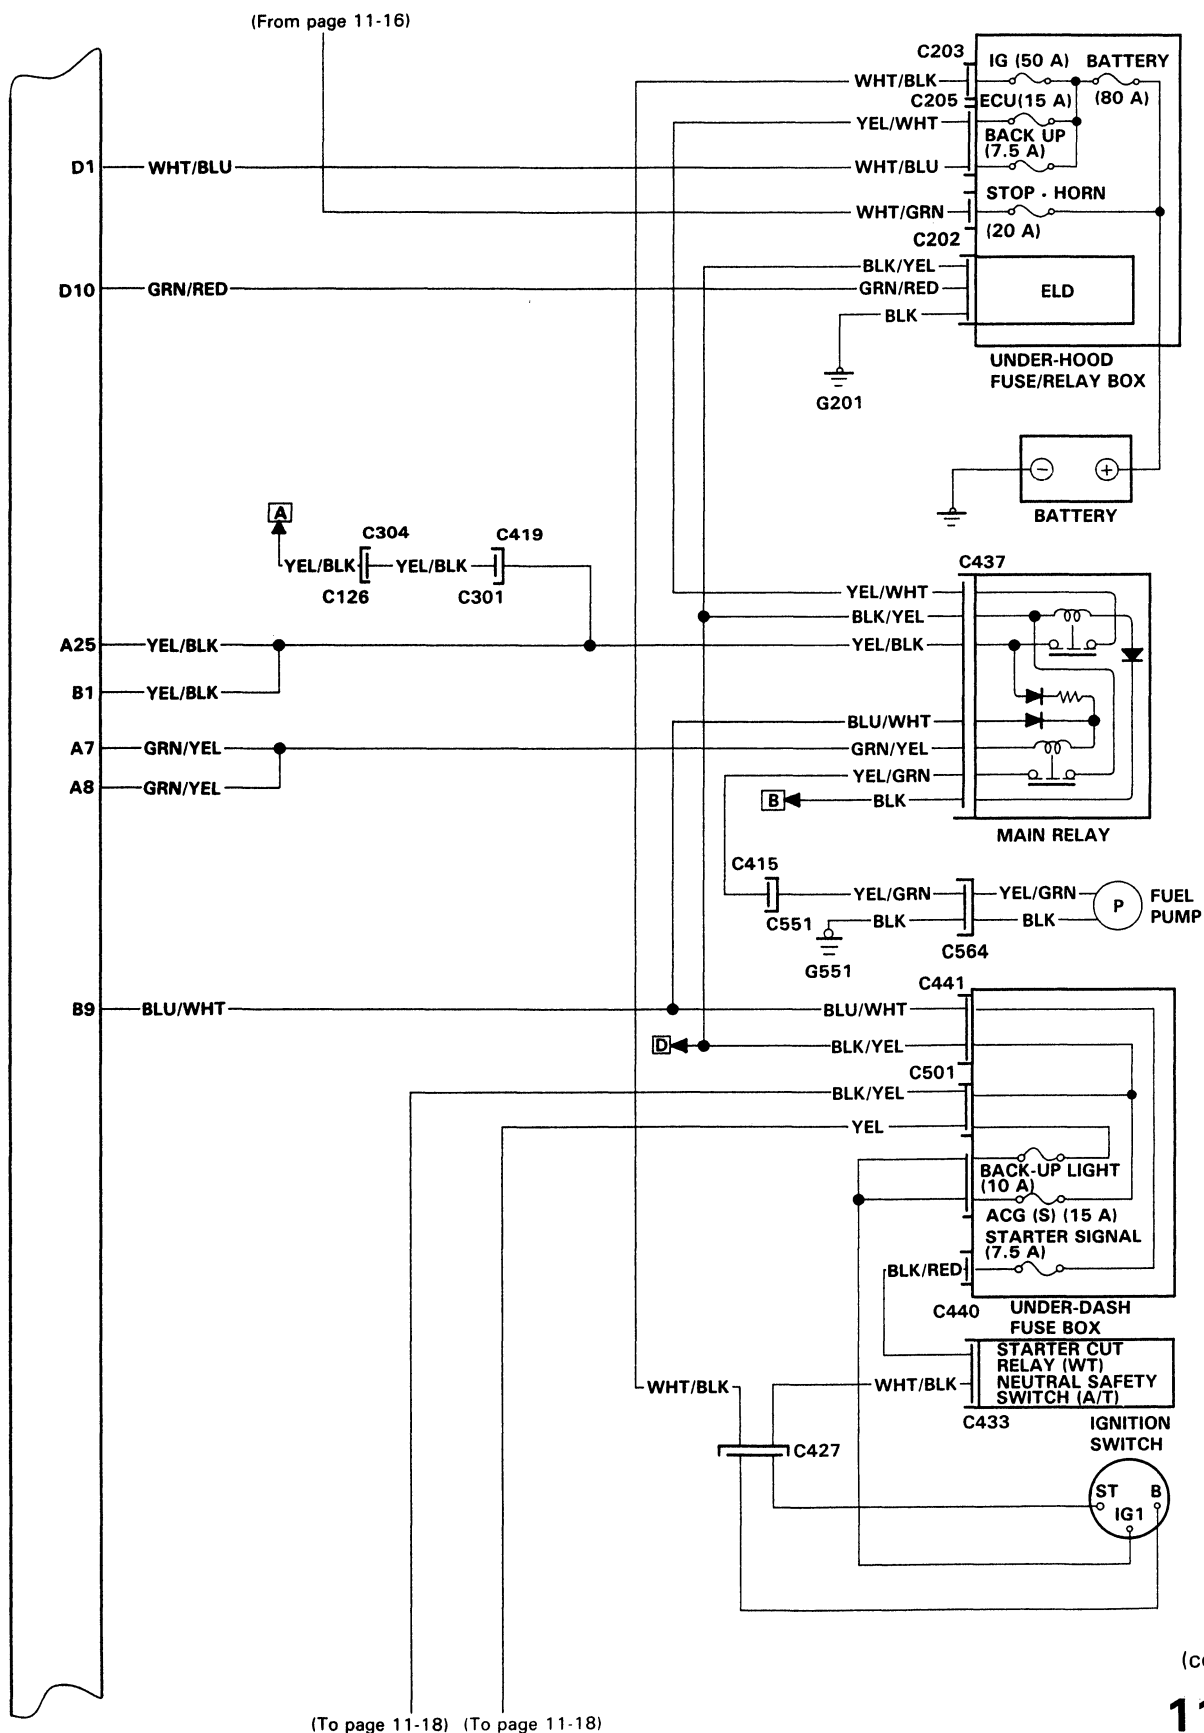 (From page 11-16)
C203
IG (50 A) BATTERY
WHT/BLK
(80 A)
C205 ECU(15 A)
YEL/WHT
BACK UP
(7.5 A)
D1 WHT/BLU WHT/BLU
STOP · HORN
WHT/GRN
(20 A)
C202
BLK/YEL
D10 GRN/RED GRN/RED
ELD
BLK
UNDER-HOOD
FUSE/RELAY BOX
G201
− +
BATTERY
A
C304 C419
YEL/BLK YEL/BLK
C126 C301
C437
YEL/WHT
BLK/YEL
A25 YEL/BLK YEL/BLK
B1 YEL/BLK
BLU/WHT
A7 GRN/YEL GRN/YEL
YEL/GRN
A8 GRN/YEL
B BLK
MAIN RELAY
C415
YEL/GRN YEL/GRN
P
FUEL
PUMP
C551
BLK BLK
G551
C564
C441
B9 BLU/WHT BLU/WHT
D BLK/YEL
C501
BLK/YEL
YEL
BACK-UP LIGHT
(10 A)
ACG (S) (15 A)
STARTER SIGNAL
(7.5 A)
BLK/RED
C440
UNDER-DASH
FUSE BOX
STARTER CUT
RELAY (WT)
NEUTRAL SAFETY
SWITCH (A/T)
WHT/BLK WHT/BLK
C433
IGNITION
SWITCH
C427
ST B
IG1
(To page 11-18) (To page 11-18)